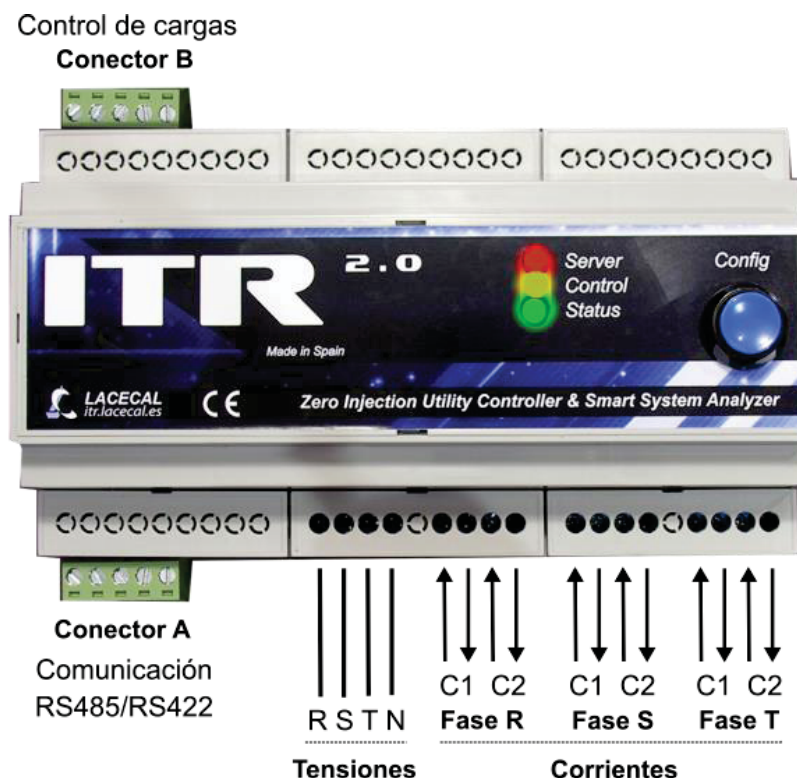 Control de cargas
Conector B
ITR 2.0
Server
Control
Status
Config
Made in Spain
LACECAL
itr.lacecal.es
CE
Zero Injection Utility Controller & Smart System Analyzer
Conector A
Comunicación
RS485/RS422
R S T N
Tensiones
C1 C2
Fase R
C1 C2
Fase S
C1 C2
Fase T
Corrientes